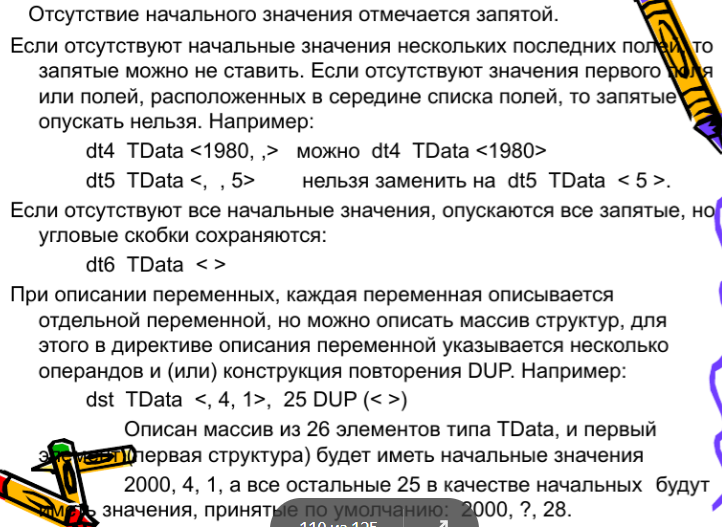 Отсутствие начального значения отмечается запятой.
Если отсутствуют начальные значения нескольких последних полей, то
запятые можно не ставить. Если отсутствуют значения первого поля
или полей, расположенных в середине списка полей, то запятые
опускать нельзя. Например:
dt4 TData <1980, ,> можно dt4 TData <1980>
dt5 TData <, , 5> нельзя заменить на dt5 TData < 5 >.
Если отсутствуют все начальные значения, опускаются все запятые, но
угловые скобки сохраняются:
dt6 TData < >
При описании переменных, каждая переменная описывается
отдельной переменной, но можно описать массив структур, для
этого в директиве описания переменной указывается несколько
операндов и (или) конструкция повторения DUP. Например:
dst TData <, 4, 1>, 25 DUP (< >)
Описан массив из 26 элементов типа TData, и первый
элемент (первая структура) будет иметь начальные значения
2000, 4, 1, а все остальные 25 в качестве начальных будут
иметь значения, принятые по умолчанию: 2000, ?, 28.
110 из 125